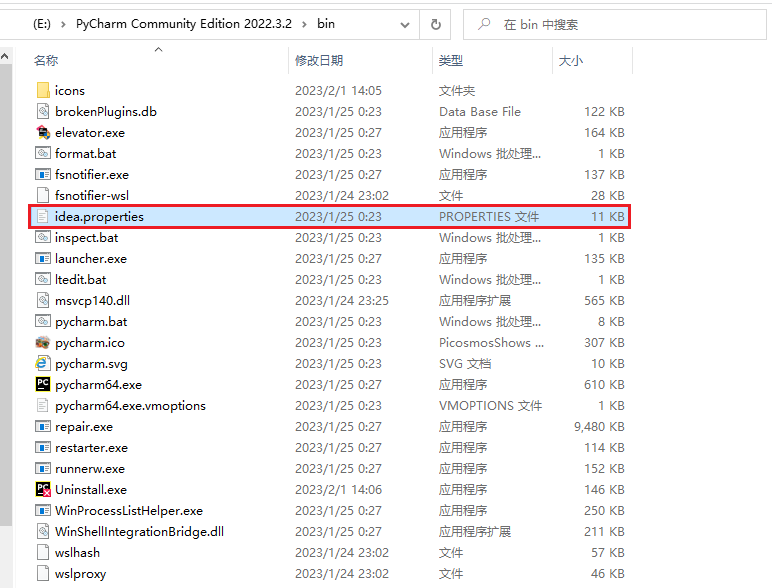 (E:) > PyCharm Community Edition 2022.3.2 > bin 在 bin 中搜索
名称 修改日期 类型 大小
icons 2023/2/1 14:05 文件夹
brokenPlugins.db 2023/1/25 0:23 Data Base File 122 KB
elevator.exe 2023/1/25 0:27 应用程序 164 KB
format.bat 2023/1/25 0:23 Windows 批处理... 1 KB
fsnotifier.exe 2023/1/25 0:27 应用程序 137 KB
fsnotifier-wsl 2023/1/24 23:02 文件 28 KB
idea.properties 2023/1/25 0:23 PROPERTIES 文件 11 KB
inspect.bat 2023/1/25 0:23 Windows 批处理... 1 KB
launcher.exe 2023/1/25 0:27 应用程序 135 KB
ltedit.bat 2023/1/25 0:23 Windows 批处理... 1 KB
msvcp140.dll 2023/1/24 23:25 应用程序扩展 565 KB
pycharm.bat 2023/1/25 0:23 Windows 批处理... 8 KB
pycharm.ico 2023/1/25 0:23 PicosmosShows ... 307 KB
pycharm.svg 2023/1/25 0:23 SVG 文档 10 KB
pycharm64.exe 2023/1/25 0:27 应用程序 610 KB
pycharm64.exe.vmoptions 2023/1/25 0:23 VMOPTIONS 文件 1 KB
repair.exe 2023/1/25 0:27 应用程序 9,480 KB
restarter.exe 2023/1/25 0:27 应用程序 114 KB
runnerw.exe 2023/1/25 0:27 应用程序 152 KB
Uninstall.exe 2023/2/1 14:06 应用程序 146 KB
WinProcessListHelper.exe 2023/1/25 0:27 应用程序 250 KB
WinShellIntegrationBridge.dll 2023/1/25 0:27 应用程序扩展 211 KB
wslhash 2023/1/24 23:02 文件 57 KB
wslproxy 2023/1/24 23:02 文件 46 KB